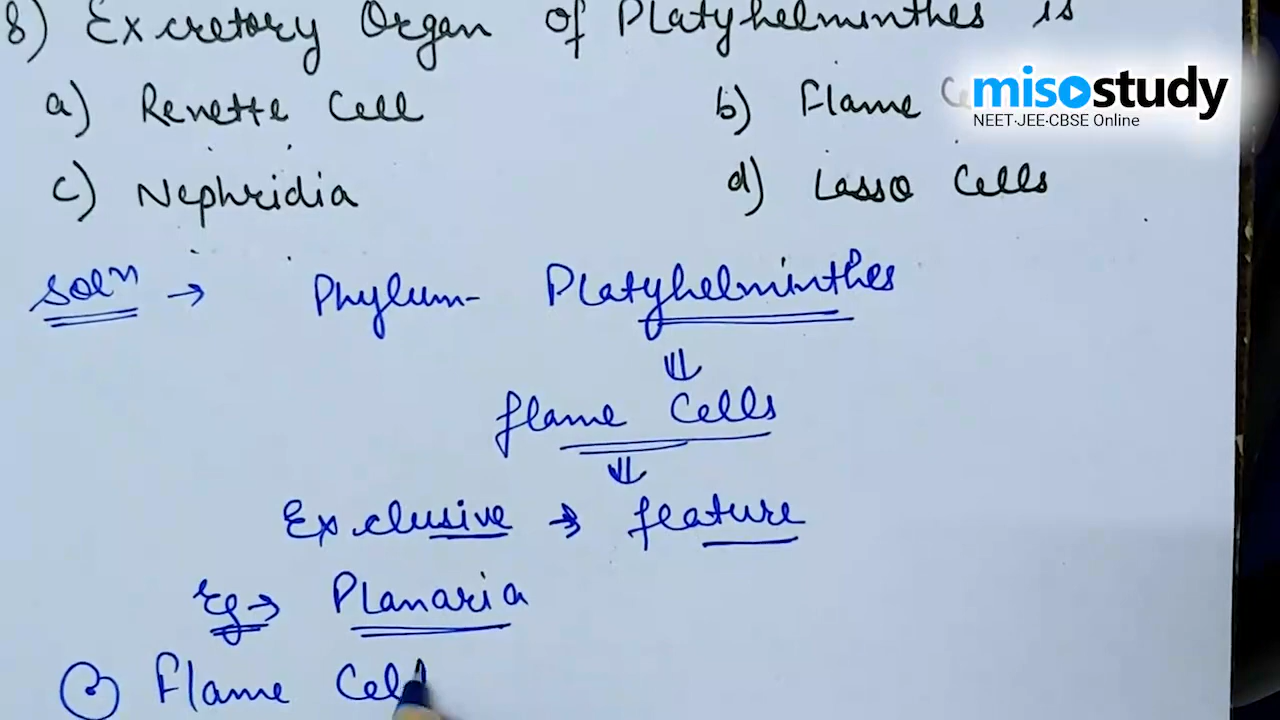 8) Excretory Organ of Platyhelminthes is
a) Renette Cell
b) Flame
c) Nephridia
d) Lasso Cells
misostudy
NEET·JEE·CBSE Online
Solⁿ → Phylum- Platyhelminthes
⇓
flame Cells
⇓
Exclusive → feature
Eg → Planaria
Flame Cell